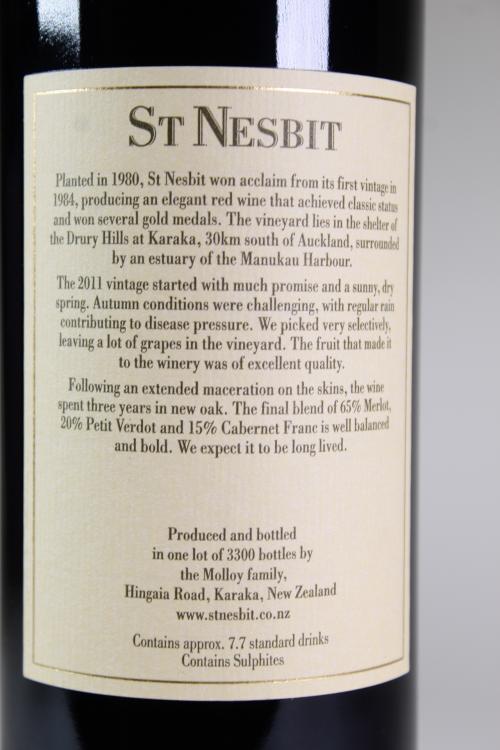 ST NESBIT
Planted in 1980, St Nesbit won acclaim from its first vintage in
1984, producing an elegant red wine that achieved classic status
and won several gold medals. The vineyard lies in the shelter of
the Drury Hills at Karaka, 30km south of Auckland, surrounded
by an estuary of the Manukau Harbour.
The 2011 vintage started with much promise and a sunny, dry
spring. Autumn conditions were challenging, with regular rain
contributing to disease pressure. We picked very selectively,
leaving a lot of grapes in the vineyard. The fruit that made it
to the winery was of excellent quality.
Following an extended maceration on the skins, the wine
spent three years in new oak. The final blend of 65% Merlot,
20% Petit Verdot and 15% Cabernet Franc is well balanced
and bold. We expect it to be long lived.
Produced and bottled
in one lot of 3300 bottles by
the Molloy family,
Hingaia Road, Karaka, New Zealand
www.stnesbit.co.nz
Contains approx. 7.7 standard drinks
Contains Sulphites